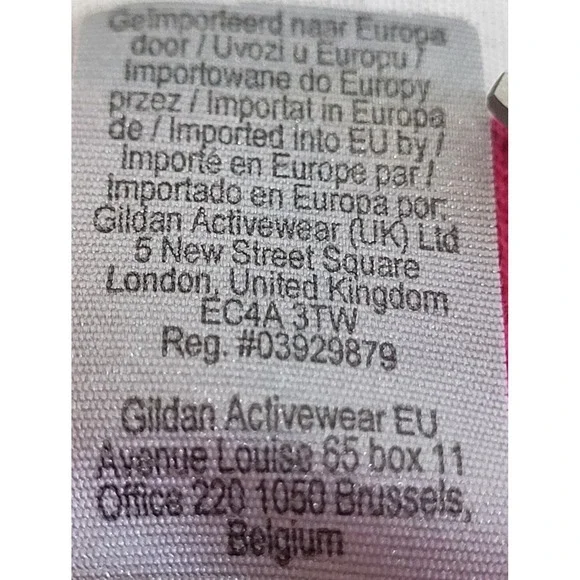 Geïmporteerd naar Europa
door / Uvozi u Europu /
Importowane do Europy
przez / Importat in Europa
de / Imported into EU by /
Importé en Europe par /
Importado en Europa por:
Gildan Activewear (UK) Ltd
5 New Street Square
London, United Kingdom
EC4A 3TW
Reg. #03929879
Gildan Activewear EU
Avenue Louise 65 box 11
Office 220 1050 Brussels,
Belgium